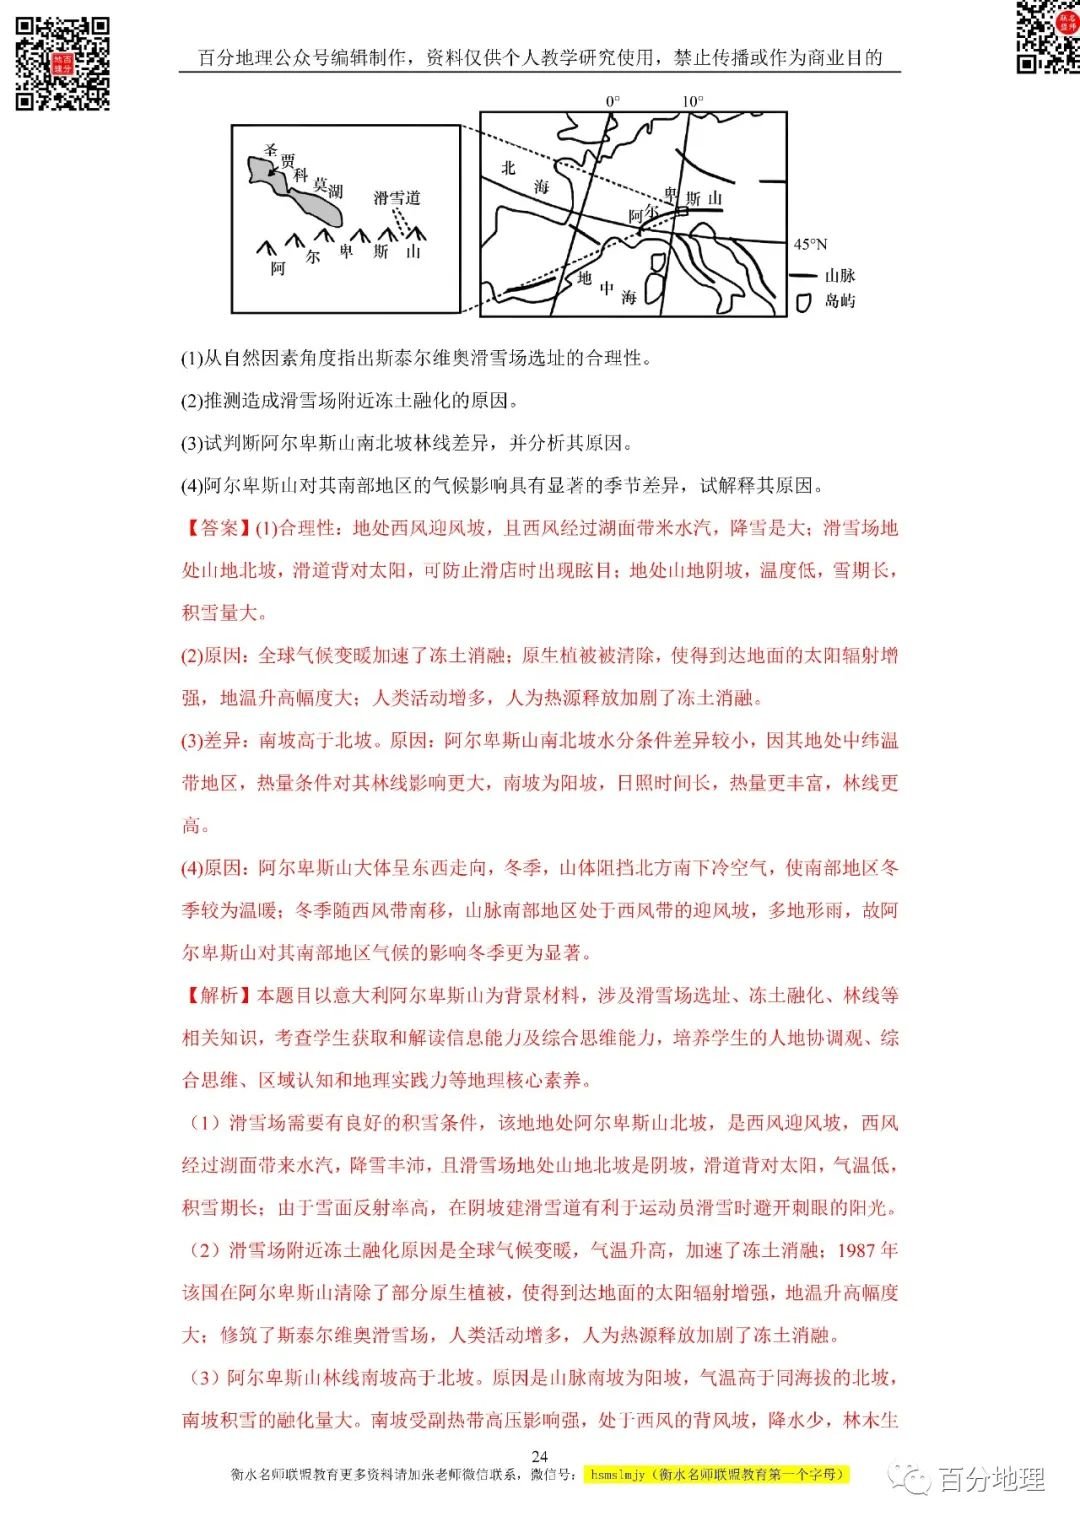 百分地理公众号编辑制作，资料仅供个人教学研究使用，禁止传播或作为商业目的
0° 10°
圣贾科莫湖
滑雪道
阿尔卑斯山
北海
阿尔卑斯山
45°N
地中海
山脉
岛屿
(1)从自然因素角度指出斯泰尔维奥滑雪场选址的合理性。
(2)推测造成滑雪场附近冻土融化的原因。
(3)试判断阿尔卑斯山南北坡林线差异，并分析其原因。
(4)阿尔卑斯山对其南部地区的气候影响具有显著的季节差异，试解释其原因。
【答案】(1)合理性：地处西风迎风坡，且西风经过湖面带来水汽，降雪是大；滑雪场地
处山地北坡，滑道背对太阳，可防止滑店时出现眩目；地处山地阴坡，温度低，雪期长，
积雪量大。
(2)原因：全球气候变暖加速了冻土消融；原生植被被清除，使得到达地面的太阳辐射增
强，地温升高幅度大；人类活动增多，人为热源释放加剧了冻土消融。
(3)差异：南坡高于北坡。原因：阿尔卑斯山南北坡水分条件差异较小，因其地处中纬温
带地区，热量条件对其林线影响更大，南坡为阳坡，日照时间长，热量更丰富，林线更
高。
(4)原因：阿尔卑斯山大体呈东西走向，冬季，山体阻挡北方南下冷空气，使南部地区冬
季较为温暖；冬季随西风带南移，山脉南部地区处于西风带的迎风坡，多地形雨，故阿
尔卑斯山对其南部地区气候的影响冬季更为显著。
【解析】本题目以意大利阿尔卑斯山为背景材料，涉及滑雪场选址、冻土融化、林线等
相关知识，考查学生获取和解读信息能力及综合思维能力，培养学生的人地协调观、综
合思维、区域认知和地理实践力等地理核心素养。
（1）滑雪场需要有良好的积雪条件，该地地处阿尔卑斯山北坡，是西风迎风坡，西风
经过湖面带来水汽，降雪丰沛，且滑雪场地处山地北坡是阴坡，滑道背对太阳，气温低，
积雪期长；由于雪面反射率高，在阴坡建滑雪道有利于运动员滑雪时避开刺眼的阳光。
（2）滑雪场附近冻土融化原因是全球气候变暖，气温升高，加速了冻土消融；1987 年
该国在阿尔卑斯山清除了部分原生植被，使得到达地面的太阳辐射增强，地温升高幅度
大；修筑了斯泰尔维奥滑雪场，人类活动增多，人为热源释放加剧了冻土消融。
（3）阿尔卑斯山林线南坡高于北坡。原因是山脉南坡为阳坡，气温高于同海拔的北坡，
南坡积雪的融化量大。南坡受副热带高压影响强，处于西风的背风坡，降水少，林木生
24
衡水名师联盟教育更多资料请加张老师微信联系，微信号： hsmslmjy（衡水名师联盟教育第一个字母）
百分地理